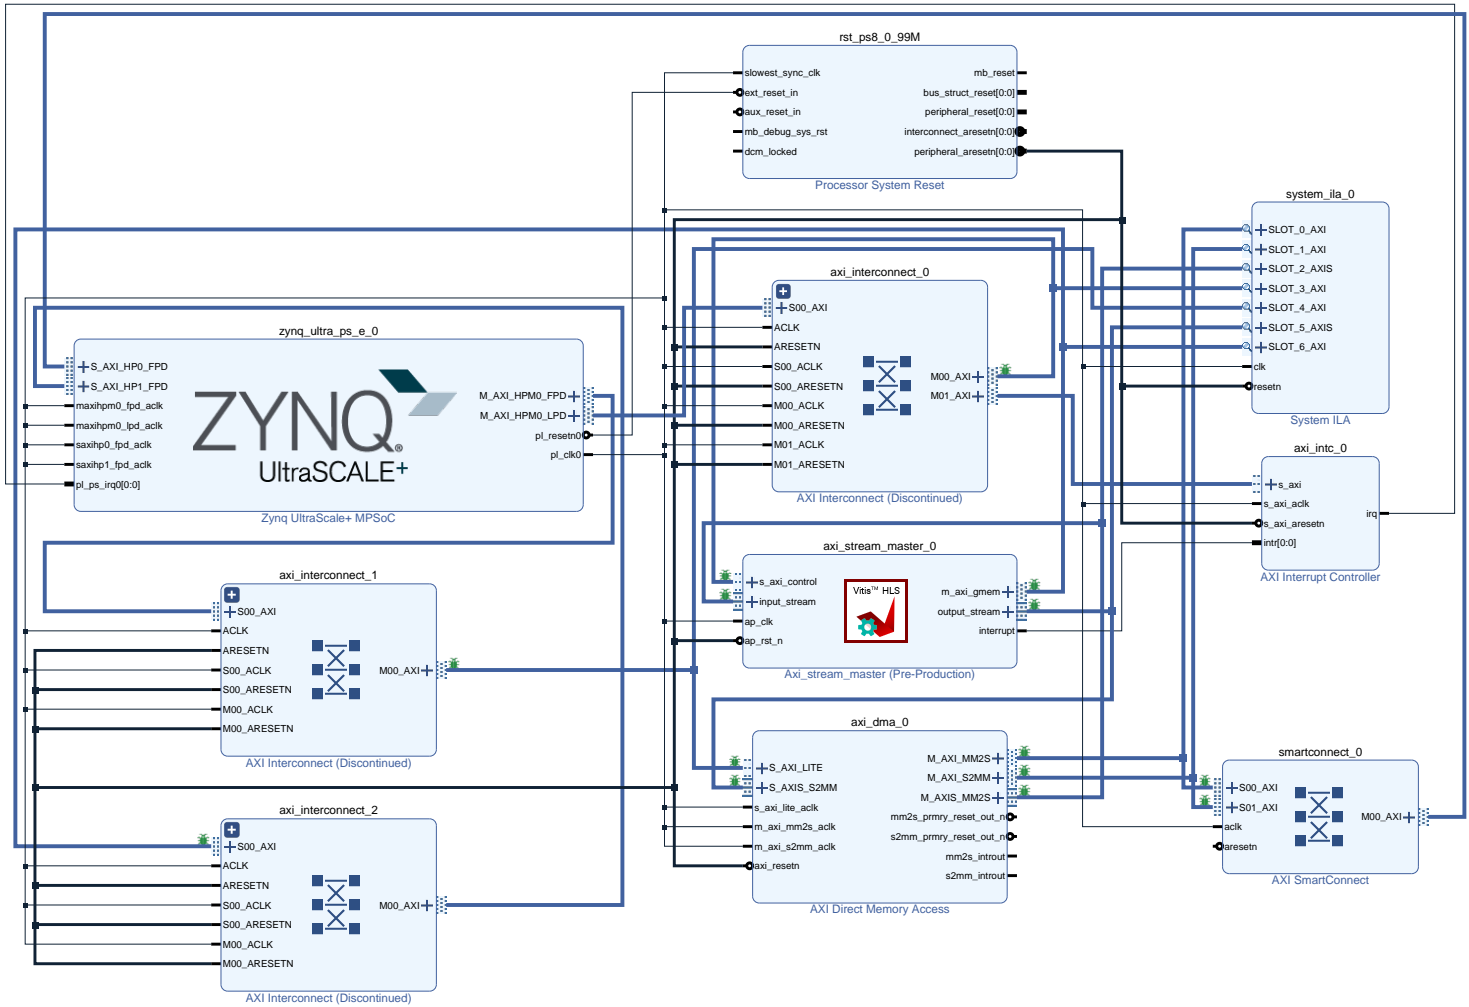 rst_ps8_0_99M
slowest_sync_clk
ext_reset_in
aux_reset_in
mb_debug_sys_rst
dcm_locked
mb_reset
bus_struct_reset[0:0]
peripheral_reset[0:0]
interconnect_aresetn[0:0]
peripheral_aresetn[0:0]
Processor System Reset
system_ila_0
SLOT_0_AXI
SLOT_1_AXI
SLOT_2_AXIS
SLOT_3_AXI
SLOT_4_AXI
SLOT_5_AXIS
SLOT_6_AXI
clk
resetn
System ILA
axi_interconnect_0
S00_AXI
ACLK
ARESETN
S00_ACLK
S00_ARESETN
M00_ACLK
M00_ARESETN
M01_ACLK
M01_ARESETN
M00_AXI
M01_AXI
AXI Interconnect (Discontinued)
zynq_ultra_ps_e_0
S_AXI_HP0_FPD
S_AXI_HP1_FPD
maxihpm0_fpd_aclk
maxihpm0_lpd_aclk
saxihp0_fpd_aclk
saxihp1_fpd_aclk
pl_ps_irq0[0:0]
ZYNQ®
UltraSCALE+
M_AXI_HPM0_FPD
M_AXI_HPM0_LPD
pl_resetn0
pl_clk0
Zynq UltraScale+ MPSoC
axi_intc_0
s_axi
s_axi_aclk
s_axi_aresetn
intr[0:0]
irq
AXI Interrupt Controller
axi_stream_master_0
s_axi_control
input_stream
ap_clk
ap_rst_n
Vitis™ HLS
m_axi_gmem
output_stream
interrupt
Axi_stream_master (Pre-Production)
axi_interconnect_1
S00_AXI
ACLK
ARESETN
S00_ACLK
S00_ARESETN
M00_ACLK
M00_ARESETN
M00_AXI
AXI Interconnect (Discontinued)
axi_dma_0
S_AXI_LITE
S_AXIS_S2MM
s_axi_lite_aclk
m_axi_mm2s_aclk
m_axi_s2mm_aclk
axi_resetn
M_AXI_MM2S
M_AXI_S2MM
M_AXIS_MM2S
mm2s_prmry_reset_out_n
s2mm_prmry_reset_out_n
mm2s_introut
s2mm_introut
AXI Direct Memory Access
smartconnect_0
S00_AXI
S01_AXI
aclk
aresetn
M00_AXI
AXI SmartConnect
axi_interconnect_2
S00_AXI
ACLK
ARESETN
S00_ACLK
S00_ARESETN
M00_ACLK
M00_ARESETN
M00_AXI
AXI Interconnect (Discontinued)